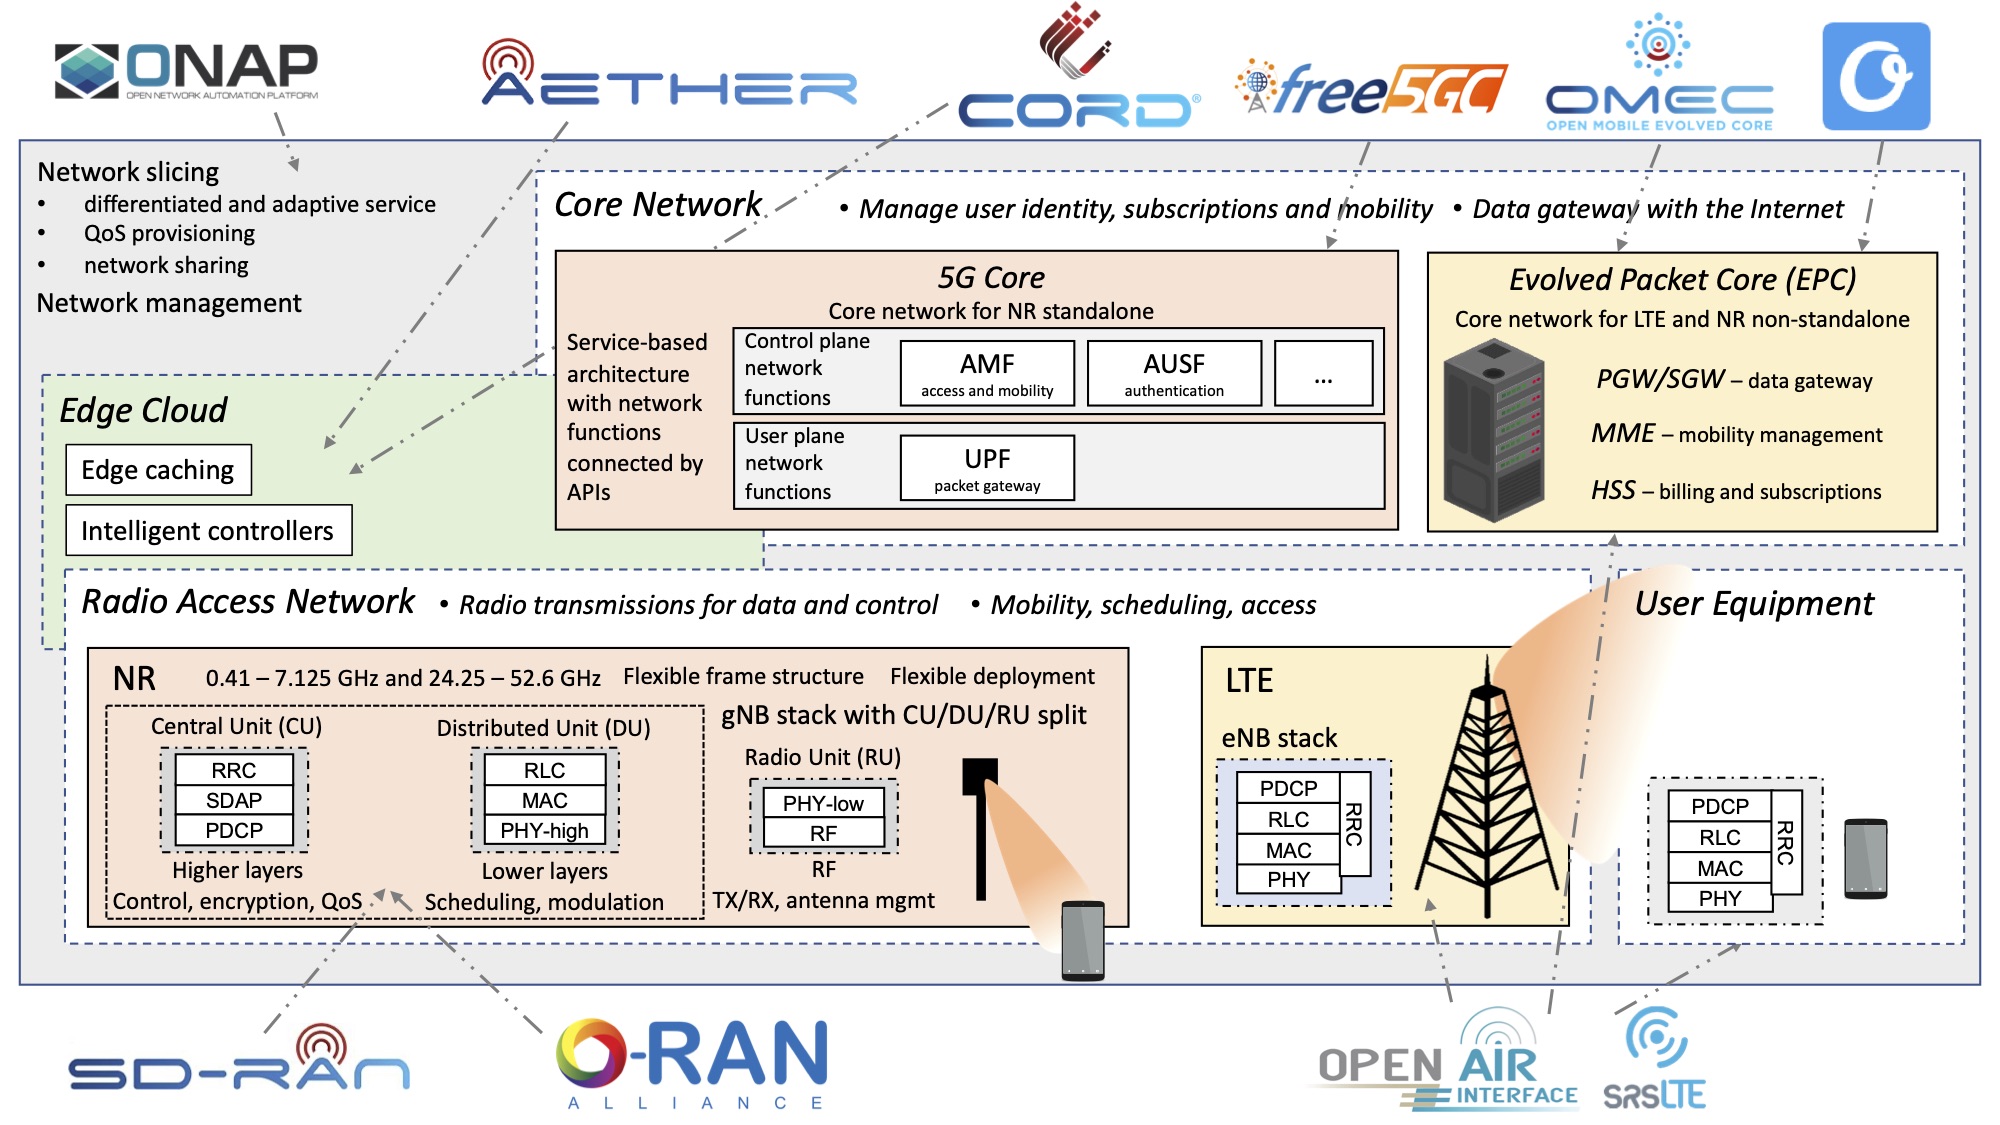 ONAP
OPEN NETWORK AUTOMATION PLATFORM
AETHER
CORD®
free5GC
OMEC
OPEN MOBILE EVOLVED CORE
Network slicing
• differentiated and adaptive service
• QoS provisioning
• network sharing
Network management
Core Network
• Manage user identity, subscriptions and mobility
• Data gateway with the Internet
5G Core
Core network for NR standalone
Service-based
architecture
with network
functions
connected by
APIs
Control plane
network
functions
AMF
access and mobility
AUSF
authentication
...
User plane
network
functions
UPF
packet gateway
Evolved Packet Core (EPC)
Core network for LTE and NR non-standalone
PGW/SGW – data gateway
MME – mobility management
HSS – billing and subscriptions
Edge Cloud
Edge caching
Intelligent controllers
Radio Access Network
• Radio transmissions for data and control
• Mobility, scheduling, access
NR
0.41 – 7.125 GHz and 24.25 – 52.6 GHz
Flexible frame structure
Flexible deployment
gNB stack with CU/DU/RU split
Central Unit (CU)
RRC
SDAP
PDCP
Higher layers
Control, encryption, QoS
Distributed Unit (DU)
RLC
MAC
PHY-high
Lower layers
Scheduling, modulation
Radio Unit (RU)
PHY-low
RF
RF
TX/RX, antenna mgmt
LTE
eNB stack
PDCP
RLC
MAC
PHY
RRC
User Equipment
PDCP
RLC
MAC
PHY
RRC
SD-RAN
O-RAN
ALLIANCE
OPEN AIR
INTERFACE
SRSLTE